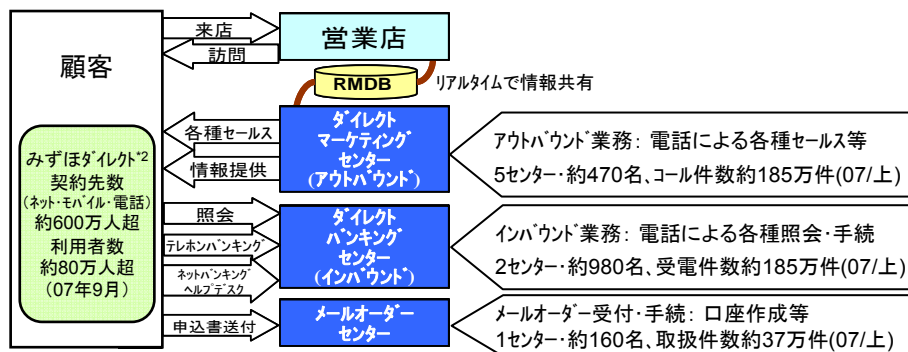 顧客
みずほダイレクト*2
契約先数
(ネット・モバイル・電話)
約600万人超
利用者数
約80万人超
(07年9月)
来店
訪問
各種セールス
情報提供
照会
テレホンバンキング
ネットバンキング
ヘルプデスク
申込書送付
営業店
RMDB
リアルタイムで情報共有
ダイレクト
マーケティング
センター
(アウトバウンド)
ダイレクト
バンキング
センター
(インバウンド)
メールオーダー
センター
アウトバウンド業務: 電話による各種セールス等
5センター・約470名、コール件数約185万件(07/上)
インバウンド業務: 電話による各種照会・手続
2センター・約980名、受電件数約185万件(07/上)
メールオーダー受付・手続: 口座作成等
1センター・約160名、取扱件数約37万件(07/上)